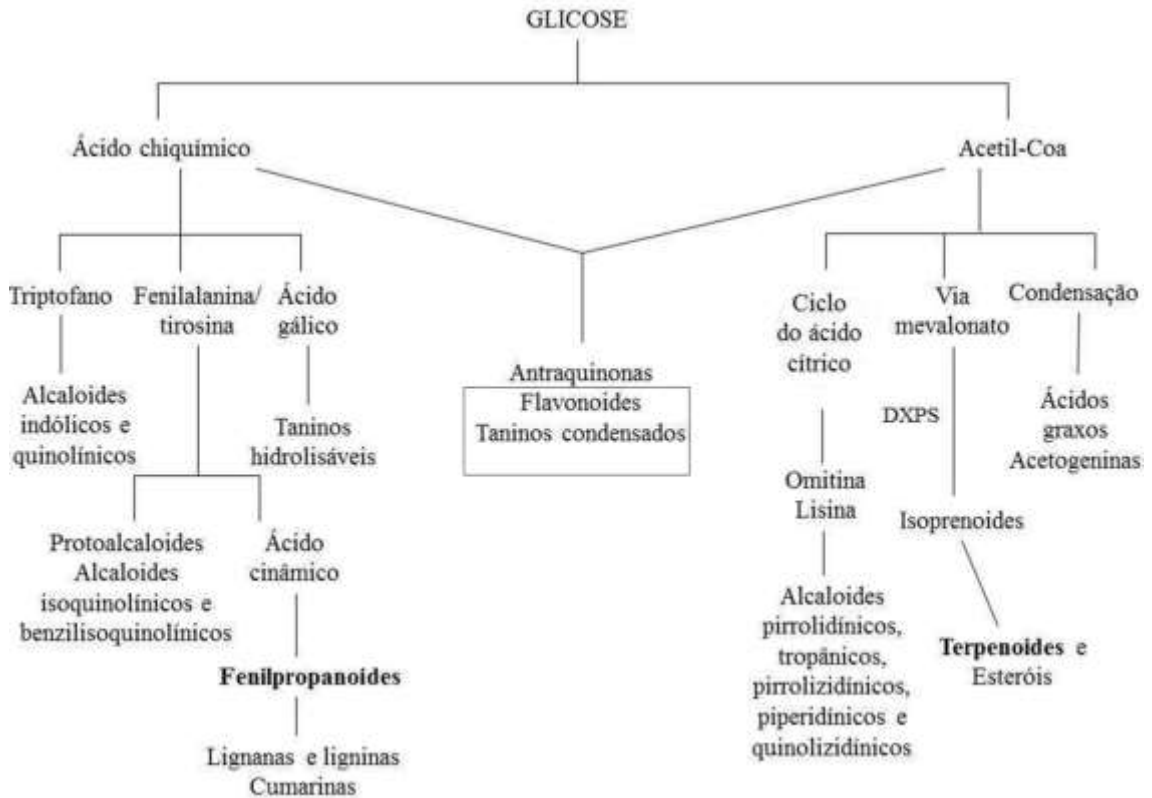 GLICOSE
Ácido chiquímico
Acetil-Coa
Triptofano
Fenilalanina/
tirosina
Ácido
gálico
Ciclo
do ácido
cítrico
Via
mevalonato
Condensação
Alcaloides
indólicos e
quinolínicos
Taninos
hidrolisáveis
Antraquinonas
Flavonoides
Taninos condensados
DXPS
Ácidos
graxos
Acetogeninas
Omitina
Lisina
Isoprenoides
Protoalcaloides
Alcaloides
isoquinolínicos e
benzilisoquinolínicos
Ácido
cinâmico
Alcaloides
pirrolidínicos,
tropânicos,
pirrolizidínicos,
piperidínicos e
quinolizidínicos
Terpenoides e
Esteróis
Fenilpropanoides
Lignanas e ligninas
Cumarinas